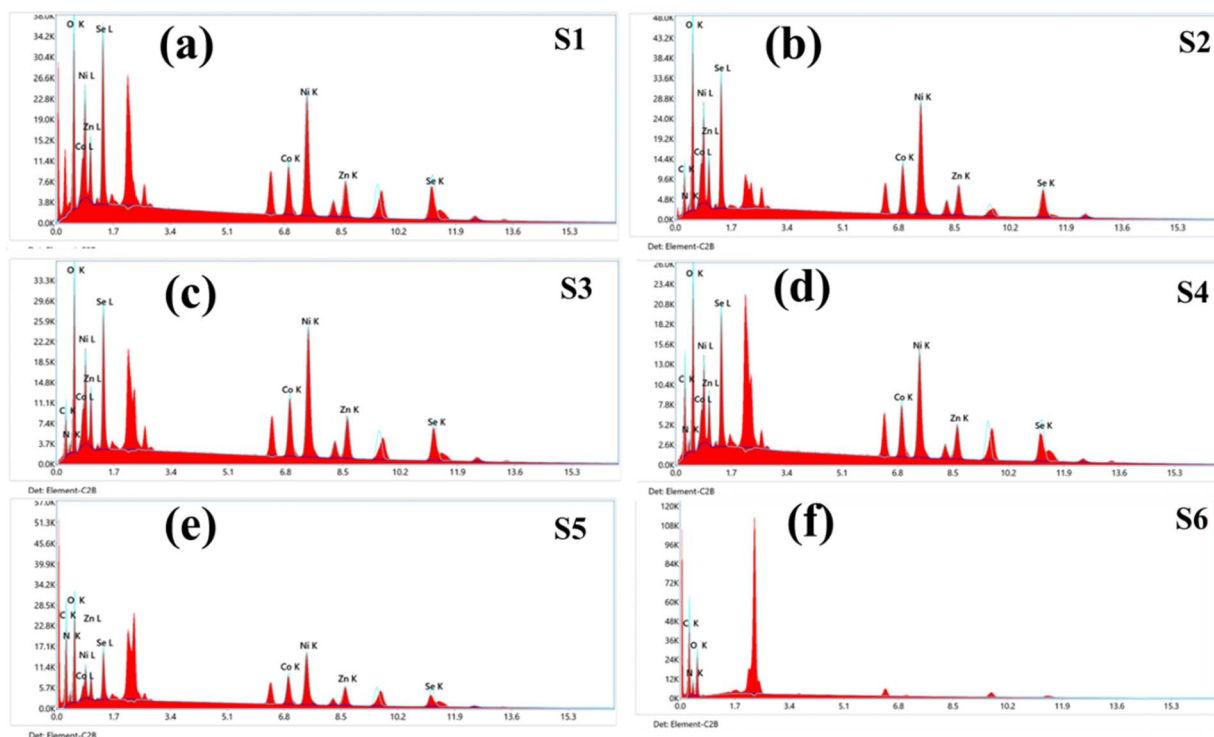 (a) S1
38.0K
34.2K
30.4K
26.6K
22.8K
19.0K
15.2K
11.4K
7.6K
3.8K
0.0K
O K
Se L
Ni L
Zn L
Co L
Ni K
Co K
Zn K
Se K
0.0 1.7 3.4 5.1 6.8 8.5 10.2 11.9 13.6 15.3
Det: Element-C2B
(b) S2
48.0K
43.2K
38.4K
33.6K
28.8K
24.0K
19.2K
14.4K
9.6K
4.8K
0.0K
O K
Se L
Ni L
Zn L
Co L
C K
N K
Ni K
Co K
Zn K
Se K
0.0 1.7 3.4 5.1 6.8 8.5 10.2 11.9 13.6 15.3
Det: Element-C2B
(c) S3
33.3K
29.6K
25.9K
22.2K
18.5K
14.8K
11.1K
7.4K
3.7K
0.0K
O K
Se L
Ni L
Zn L
Co L
C K
N K
Ni K
Co K
Zn K
Se K
0.0 1.7 3.4 5.1 6.8 8.5 10.2 11.9 13.6 15.3
Det: Element-C2B
(d) S4
26.0K
23.4K
20.8K
18.2K
15.6K
13.0K
10.4K
7.8K
5.2K
2.6K
0.0K
O K
Se L
Ni L
C K
Zn L
Co L
N K
Ni K
Co K
Zn K
Se K
0.0 1.7 3.4 5.1 6.8 8.5 10.2 11.9 13.6 15.3
Det: Element-C2B
(e) S5
57.0K
51.3K
45.6K
39.9K
34.2K
28.5K
22.8K
17.1K
11.4K
5.7K
0.0K
O K
C K
Zn L
N K
Se L
Ni L
Co L
Ni K
Co K
Zn K
Se K
0.0 1.7 3.4 5.1 6.8 8.5 10.2 11.9 13.6 15.3
Det: Element-C2B
(f) S6
120K
108K
96K
84K
72K
60K
48K
36K
24K
12K
0K
C K
O K
N K
0.0 1.7 3.4 5.1 6.8 8.5 10.2 11.9 13.6 15.3
Det: Element-C2B